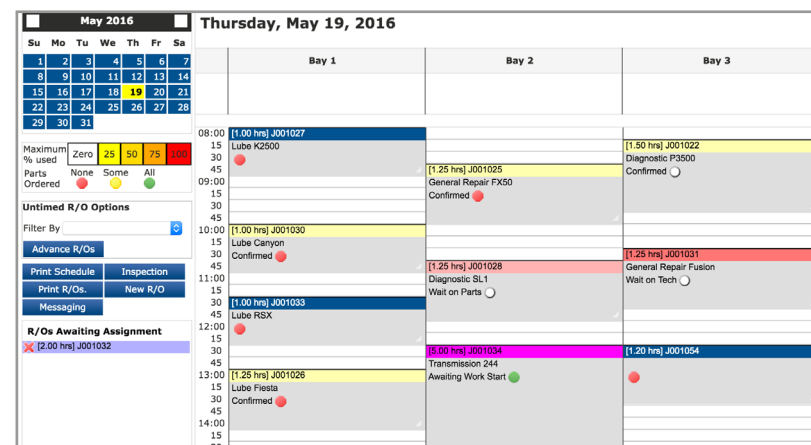 May 2016
Su Mo Tu We Th Fr Sa
1 2 3 4 5 6 7
8 9 10 11 12 13 14
15 16 17 18 19 20 21
22 23 24 25 26 27 28
29 30 31
Maximum % used Zero 25 50 75 100
Parts Ordered None Some All
Untimed R/O Options
Filter By
Advance R/Os
Print Schedule Inspection
Print R/Os. New R/O
Messaging
R/Os Awaiting Assignment
[2.00 hrs] J001032
Thursday, May 19, 2016
Bay 1 Bay 2 Bay 3
08:00 [1.00 hrs] J001027
15 Lube K2500 [1.50 hrs] J001022
30 Diagnostic P3500
45 [1.25 hrs] J001025 Confirmed
09:00 General Repair FX50
15 Confirmed
30
45
10:00 [1.00 hrs] J001030
15 Lube Canyon
30 Confirmed [1.25 hrs] J001031
45 [1.25 hrs] J001028 General Repair Fusion
11:00 Diagnostic SL1 Wait on Tech
15 Wait on Parts
30 [1.00 hrs] J001033
45 Lube RSX
12:00
15
30 [5.00 hrs] J001034 [1.20 hrs] J001054
45 Transmission 244
13:00 [1.25 hrs] J001026 Awaiting Work Start
15 Lube Fiesta
30 Confirmed
45
14:00
15